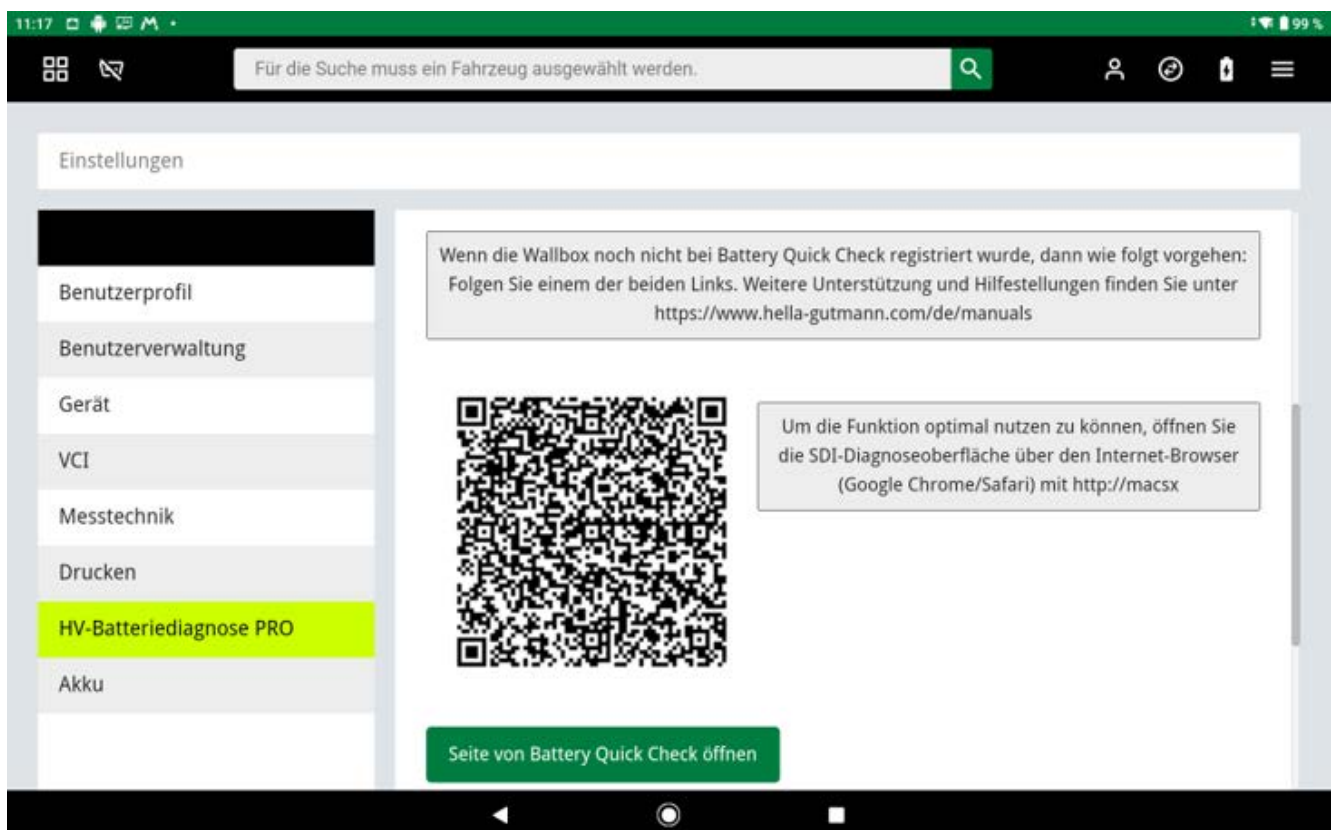 11:17
99 %
Für die Suche muss ein Fahrzeug ausgewählt werden.
Einstellungen
Benutzerprofil
Benutzerverwaltung
Gerät
VCI
Messtechnik
Drucken
HV-Batteriediagnose PRO
Akku
Wenn die Wallbox noch nicht bei Battery Quick Check registriert wurde, dann wie folgt vorgehen:
Folgen Sie einem der beiden Links. Weitere Unterstützung und Hilfestellungen finden Sie unter
https://www.hella-gutmann.com/de/manuals
Um die Funktion optimal nutzen zu können, öffnen Sie
die SDI-Diagnoseoberfläche über den Internet-Browser
(Google Chrome/Safari) mit http://macsx
Seite von Battery Quick Check öffnen